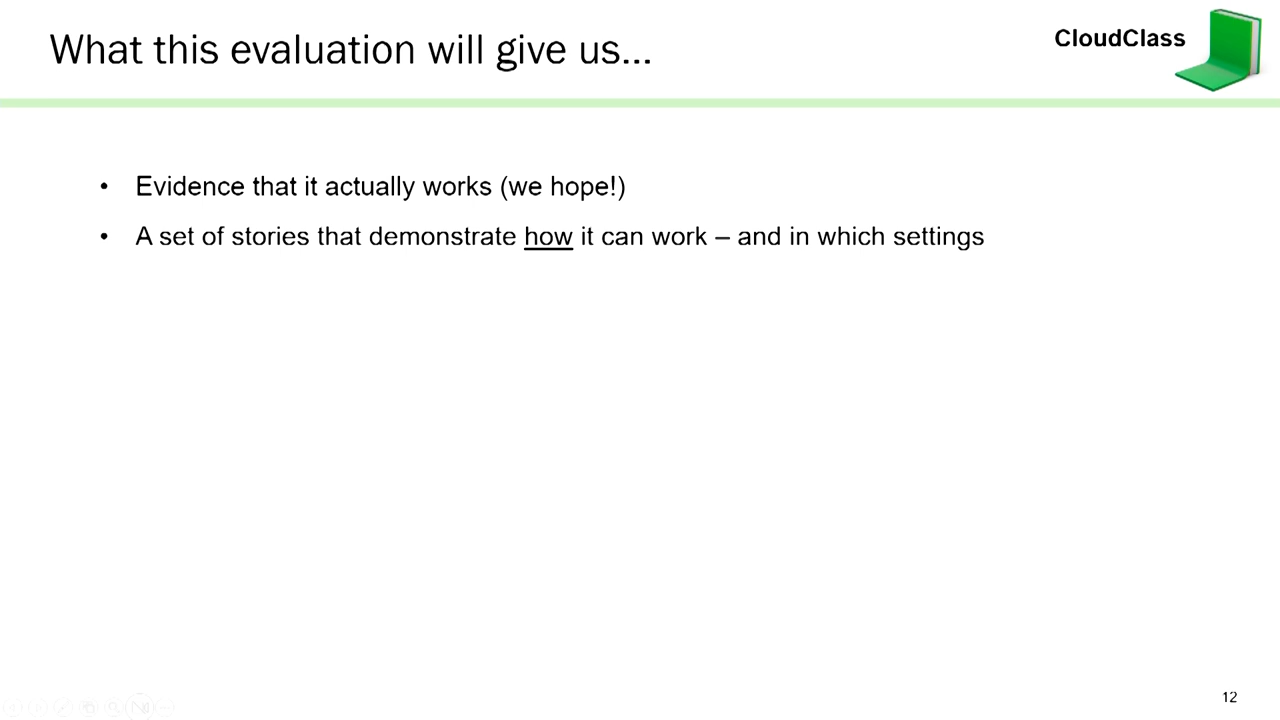 What this evaluation will give us...
CloudClass
• Evidence that it actually works (we hope!)
• A set of stories that demonstrate how it can work – and in which settings
12